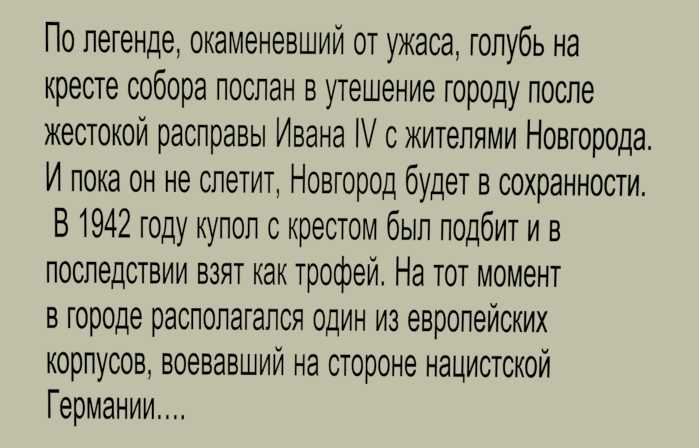 По легенде, окаменевший от ужаса, голубь на
кресте собора послан в утешение городу после
жестокой расправы Ивана IV с жителями Новгорода.
И пока он не слетит, Новгород будет в сохранности.
В 1942 году купол с крестом был подбит и в
последствии взят как трофей. На тот момент
в городе располагался один из европейских
корпусов, воевавший на стороне нацистской
Германии....